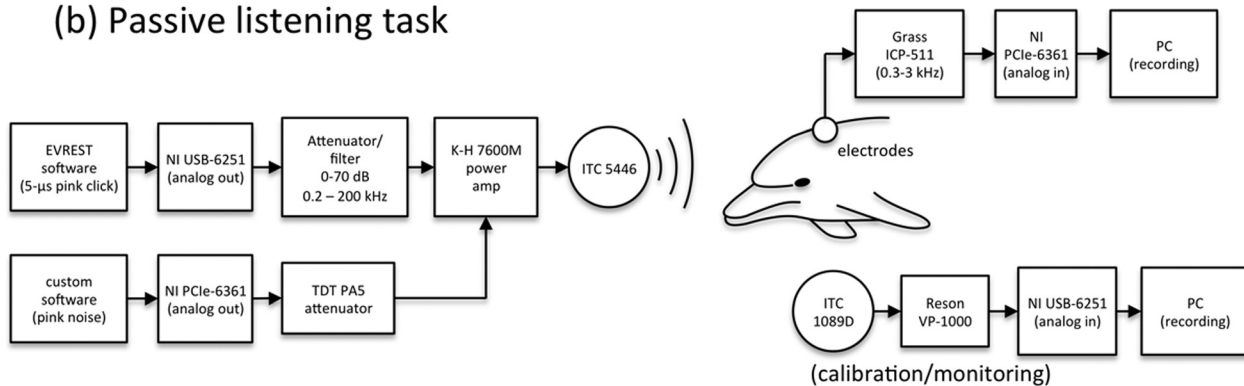 (b) Passive listening task
EVREST
software
(5-μs pink click)
NI USB-6251
(analog out)
Attenuator/
filter
0-70 dB
0.2 – 200 kHz
K-H 7600M
power
amp
ITC 5446
custom
software
(pink noise)
NI PCIe-6361
(analog out)
TDT PA5
attenuator
Grass
ICP-511
(0.3-3 kHz)
NI
PCIe-6361
(analog in)
PC
(recording)
electrodes
ITC
1089D
Reson
VP-1000
NI USB-6251
(analog in)
PC
(recording)
(calibration/monitoring)